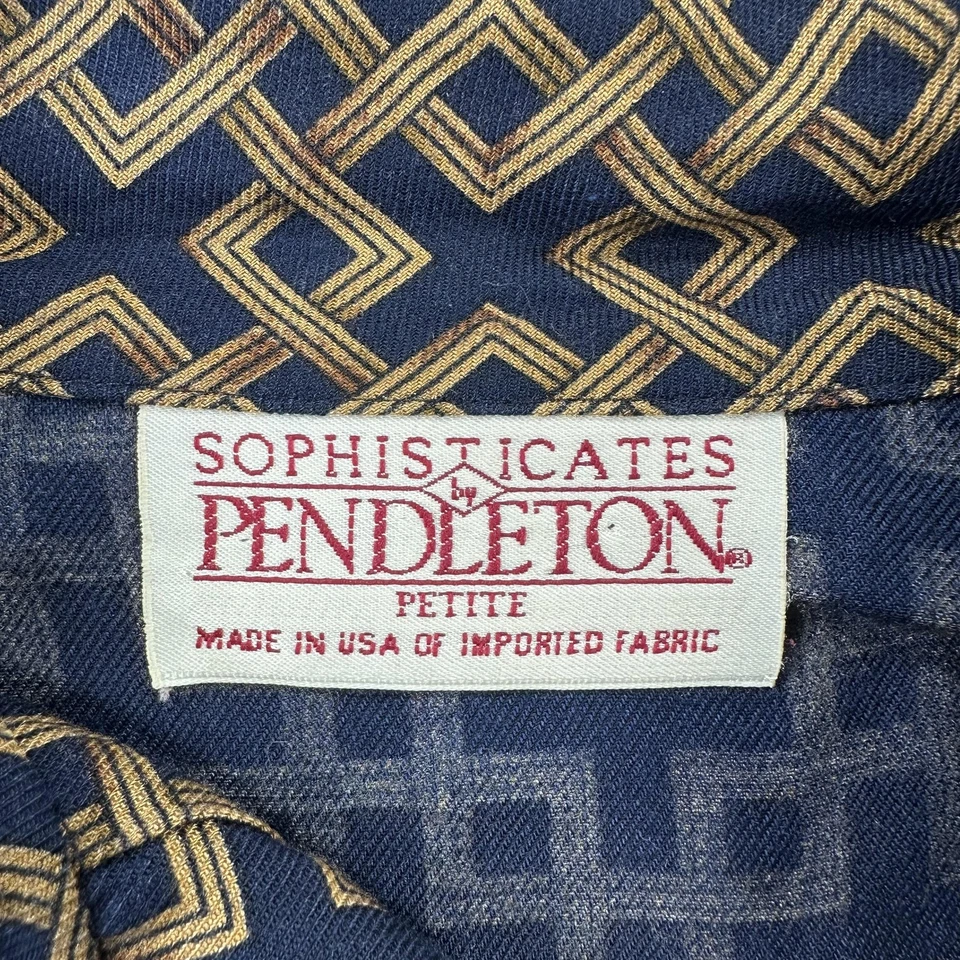 SOPHISTICATES
by
PENDLETON®
PETITE
MADE IN USA OF IMPORTED FABRIC